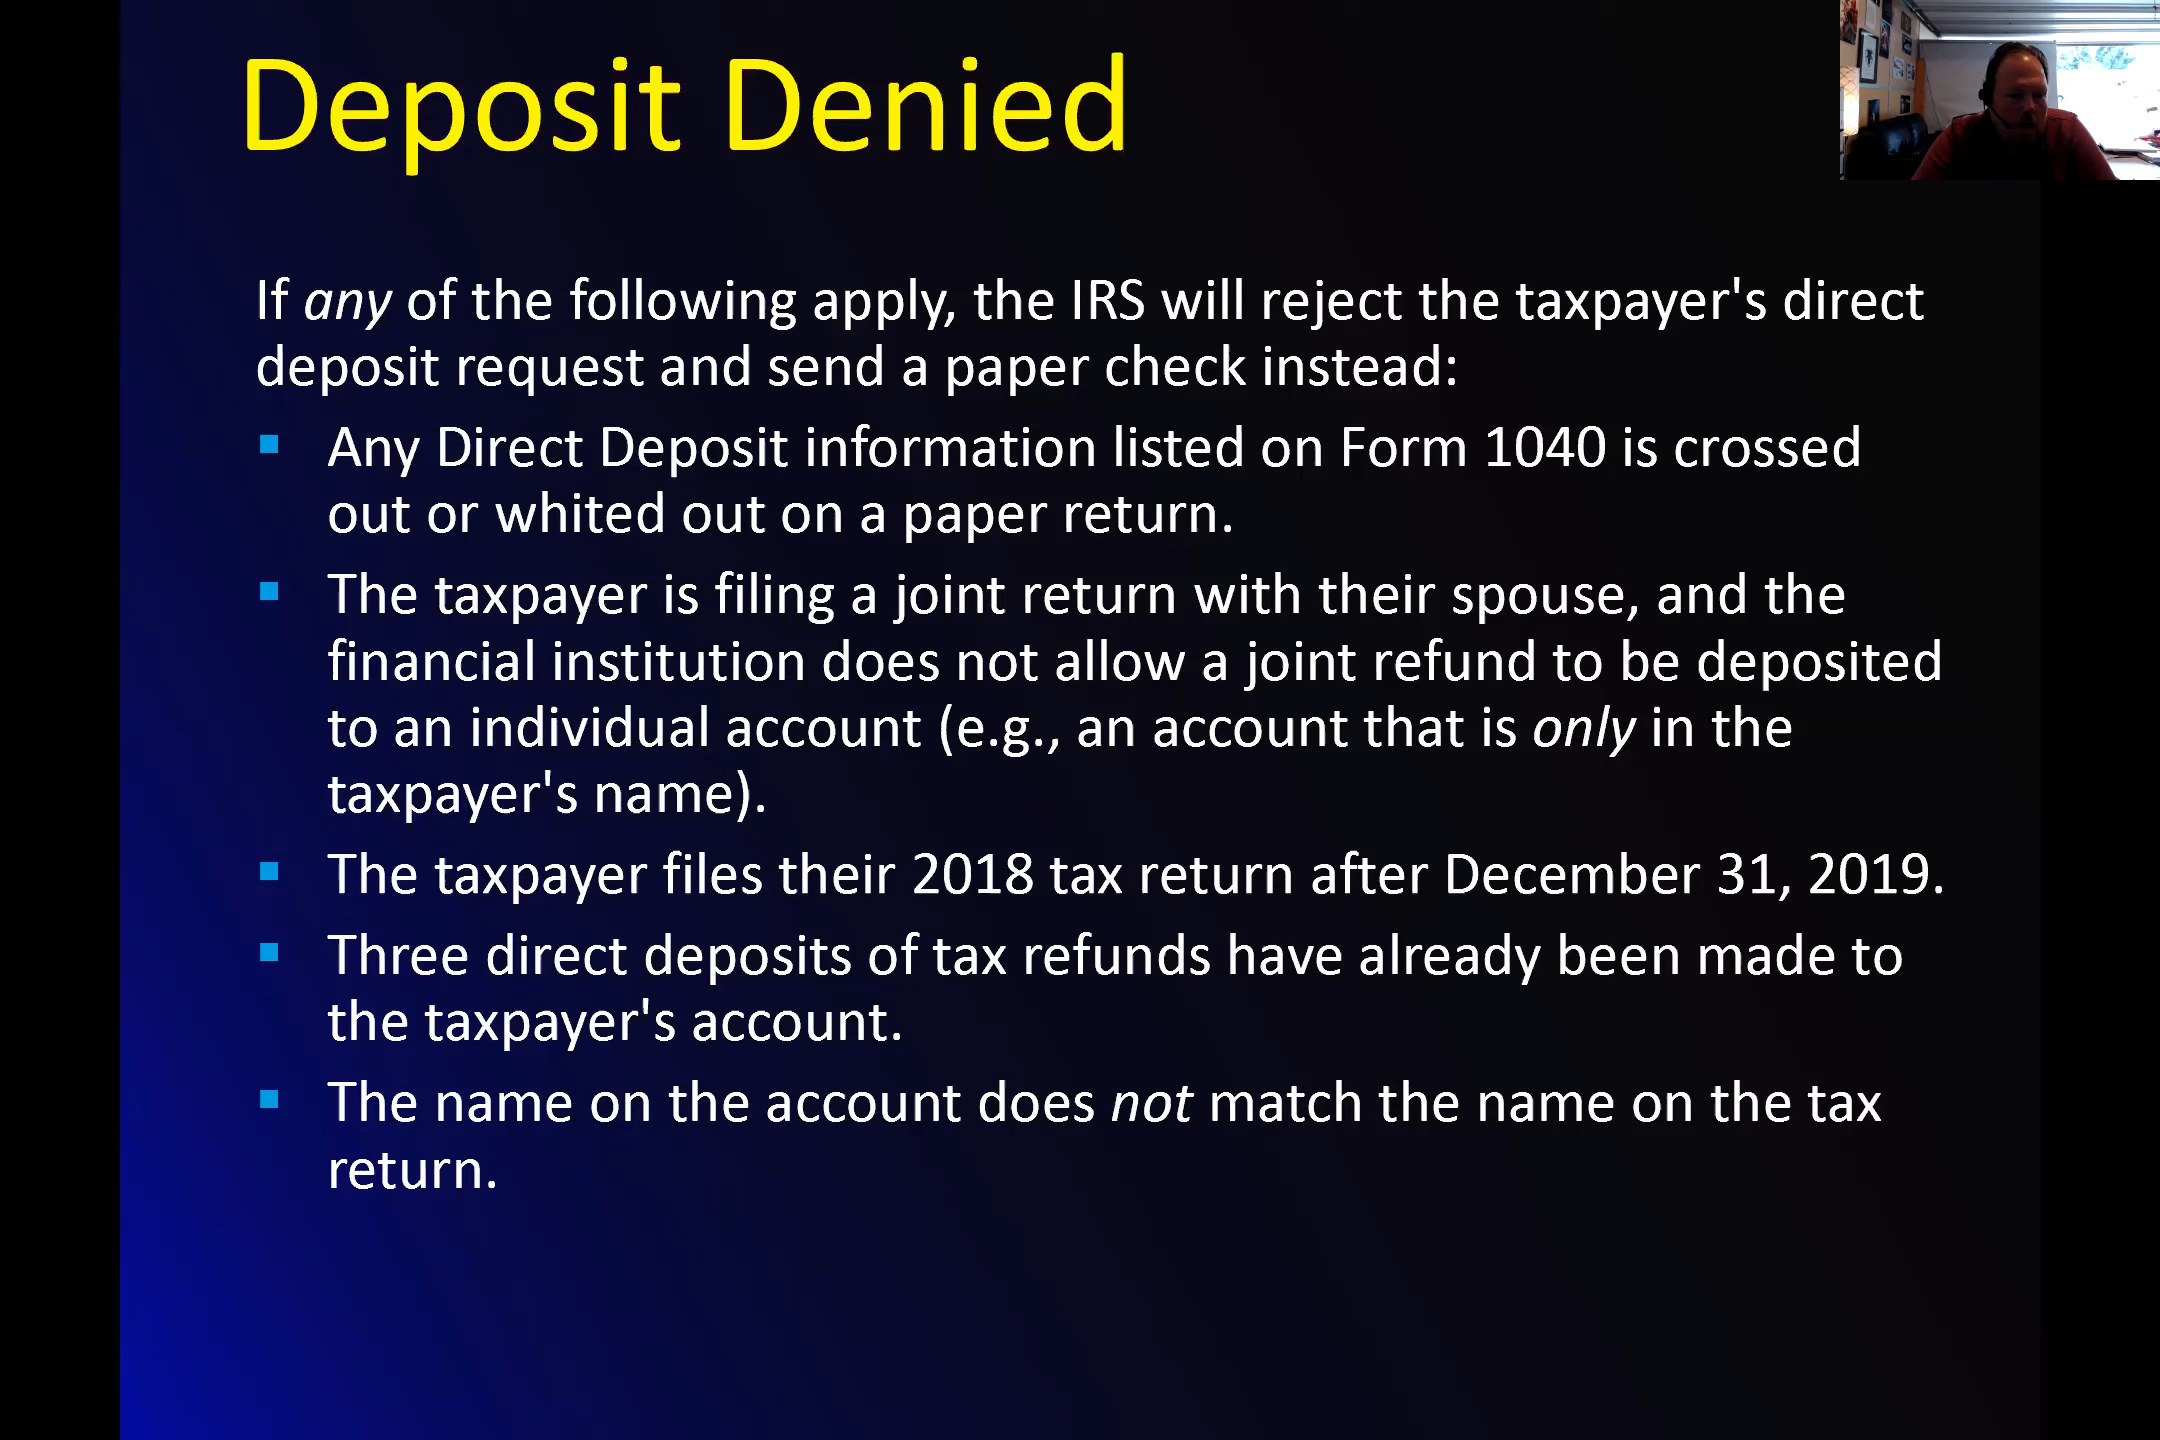 Deposit Denied
If any of the following apply, the IRS will reject the taxpayer's direct
deposit request and send a paper check instead:
Any Direct Deposit information listed on Form 1040 is crossed
out or whited out on a paper return.
The taxpayer is filing a joint return with their spouse, and the
financial institution does not allow a joint refund to be deposited
to an individual account (e.g., an account that is only in the
taxpayer's name).
The taxpayer files their 2018 tax return after December 31, 2019.
Three direct deposits of tax refunds have already been made to
the taxpayer's account.
The name on the account does not match the name on the tax
return.